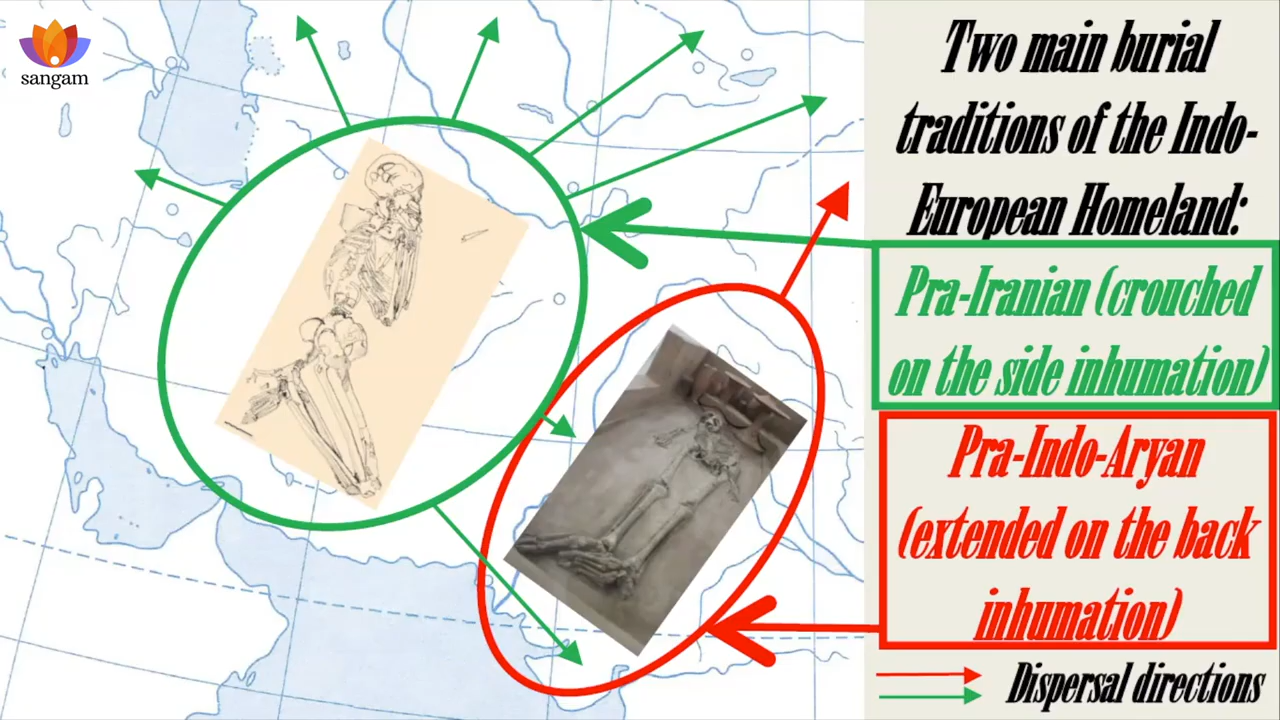 sangam
Two main burial
traditions of the Indo-
European Homeland:
Pra-Iranian (crouched
on the side inhumation)
Pra-Indo-Aryan
(extended on the back
inhumation)
Dispersal directions